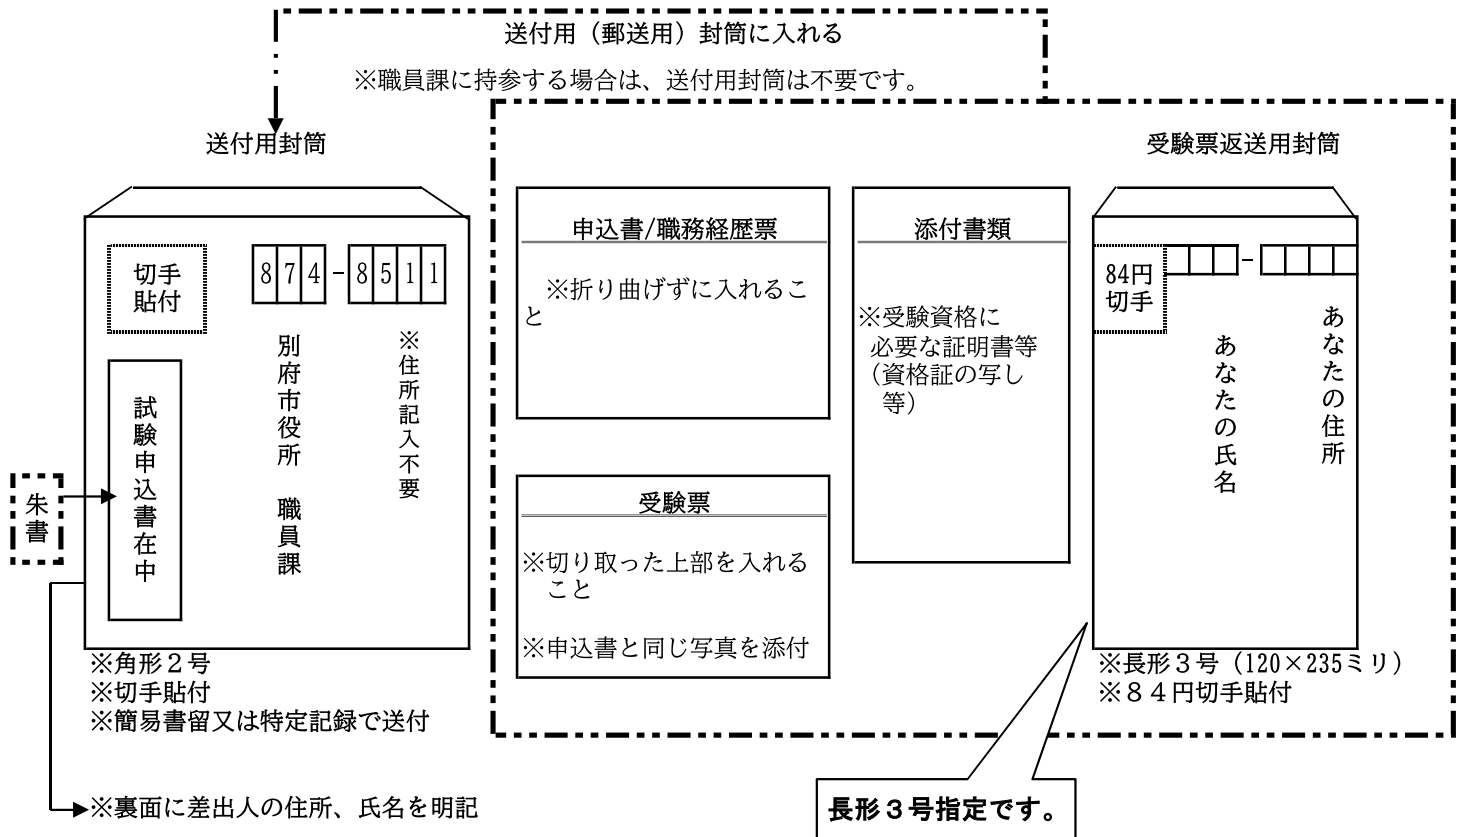 送付用（郵送用）封筒に入れる
※職員課に持参する場合は、送付用封筒は不要です。
送付用封筒
切手
貼付
874-8511
※住所記入不要
別府市役所　職員課
試験申込書在中
朱書
※角形２号
※切手貼付
※簡易書留又は特定記録で送付
※裏面に差出人の住所、氏名を明記
申込書/職務経歴票
※折り曲げずに入れるこ
と
受験票
※切り取った上部を入れる
こと
※申込書と同じ写真を添付
添付書類
※受験資格に
必要な証明書等
（資格証の写し
等）
受験票返送用封筒
84円
切手
-
あなたの住所
あなたの氏名
※長形３号（120×235ミリ）
※８４円切手貼付
長形３号指定です。